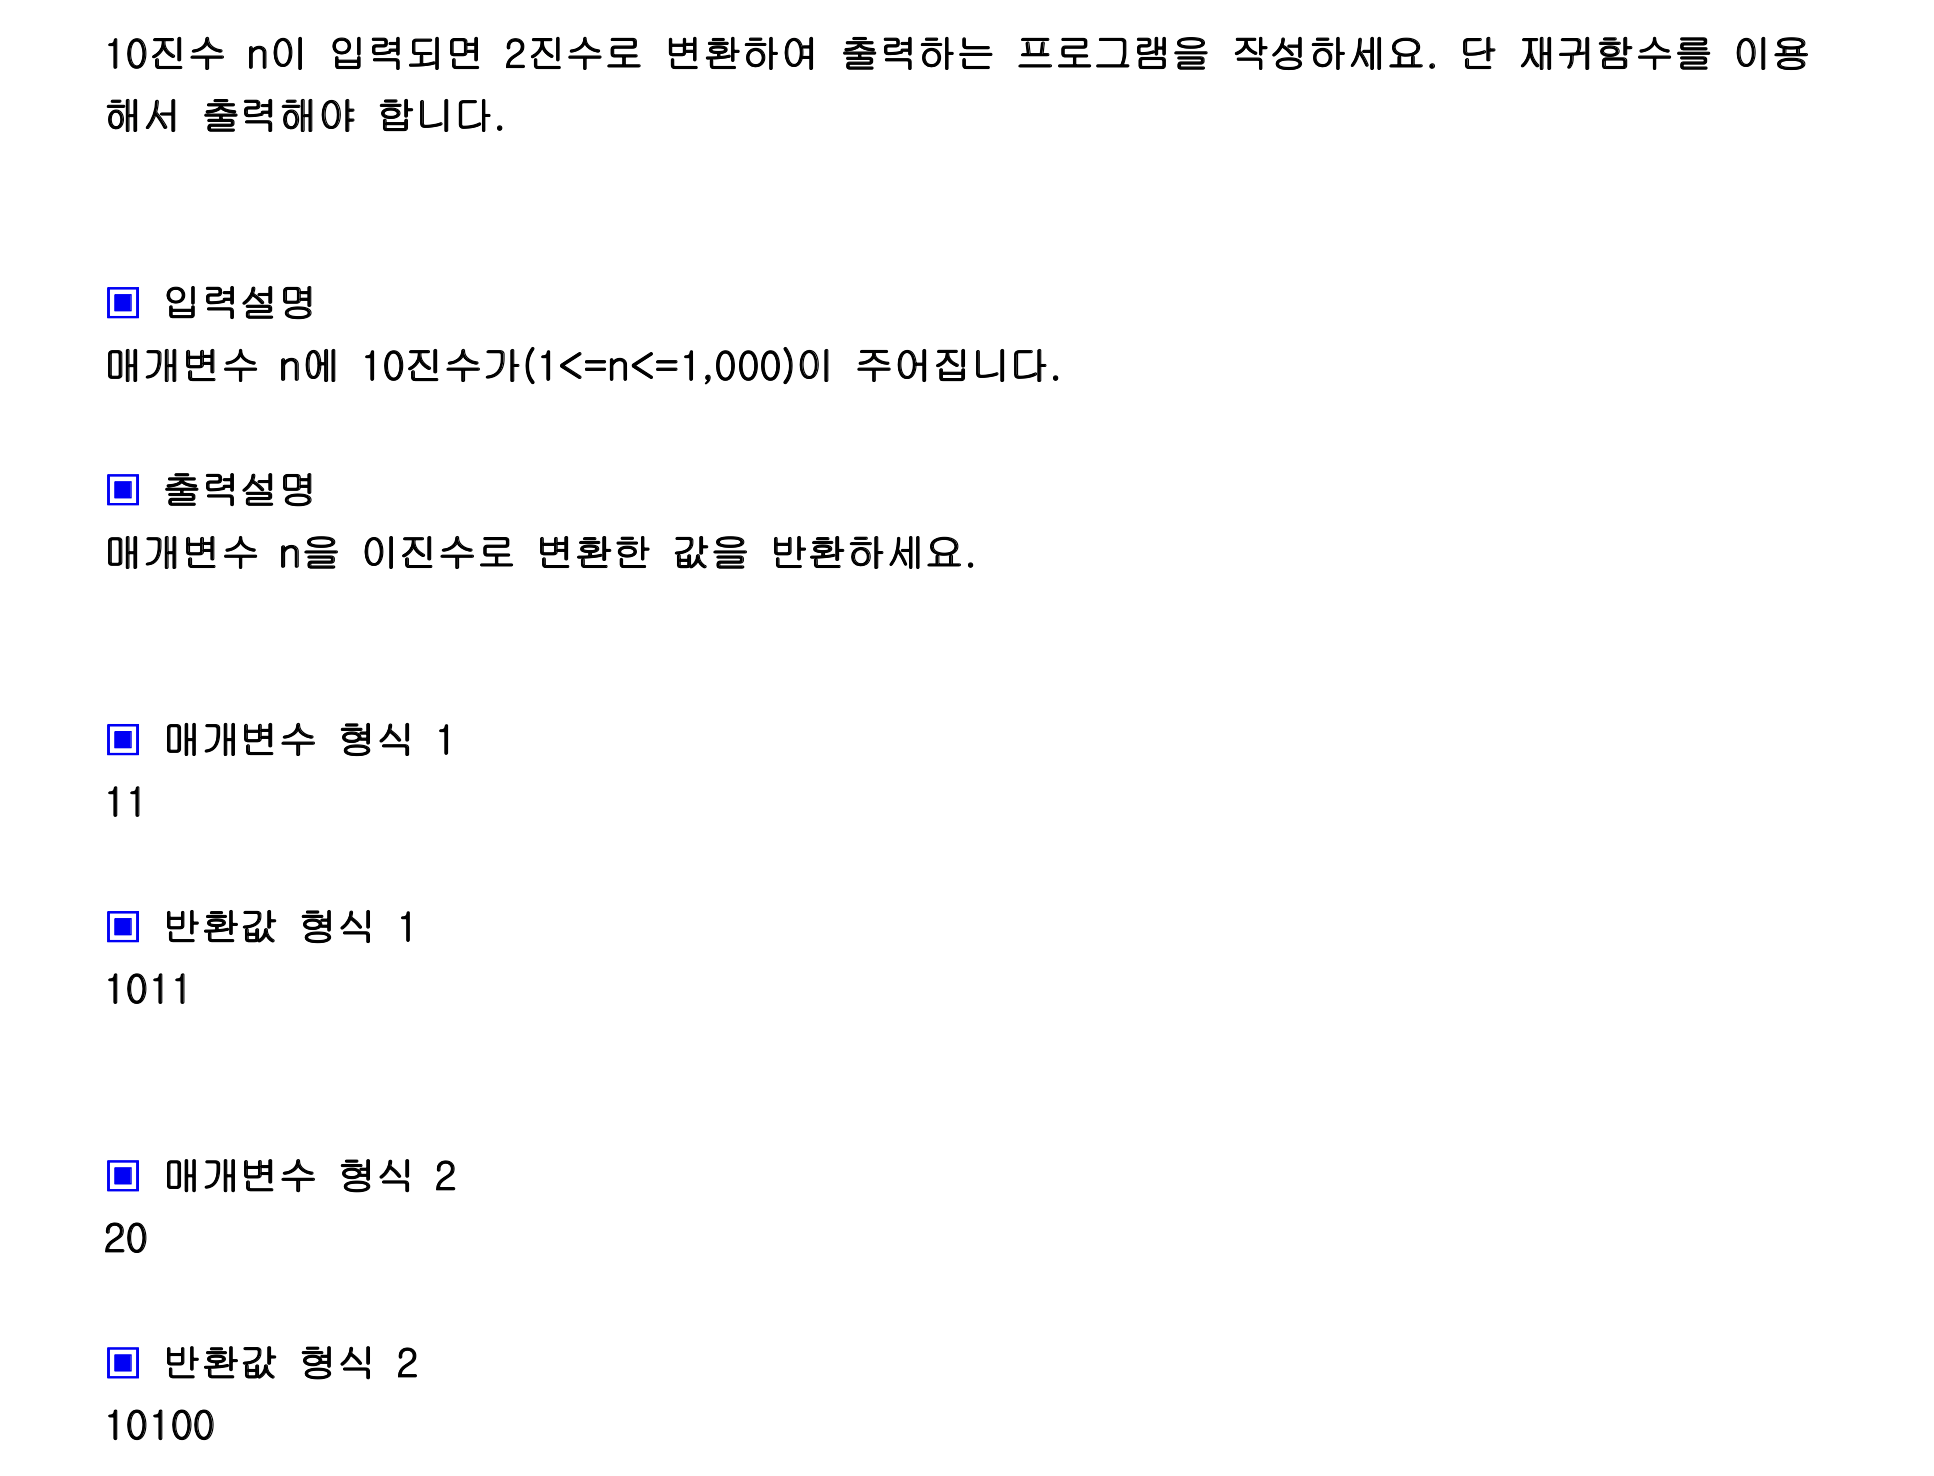 10진수 n이 입력되면 2진수로 변환하여 출력하는 프로그램을 작성하세요. 단 재귀함수를 이용
해서 출력해야 합니다.
▣ 입력설명
매개변수 n에 10진수가(1<=n<=1,000)이 주어집니다.
▣ 출력설명
매개변수 n을 이진수로 변환한 값을 반환하세요.
▣ 매개변수 형식 1
11
▣ 반환값 형식 1
1011
▣ 매개변수 형식 2
20
▣ 반환값 형식 2
10100